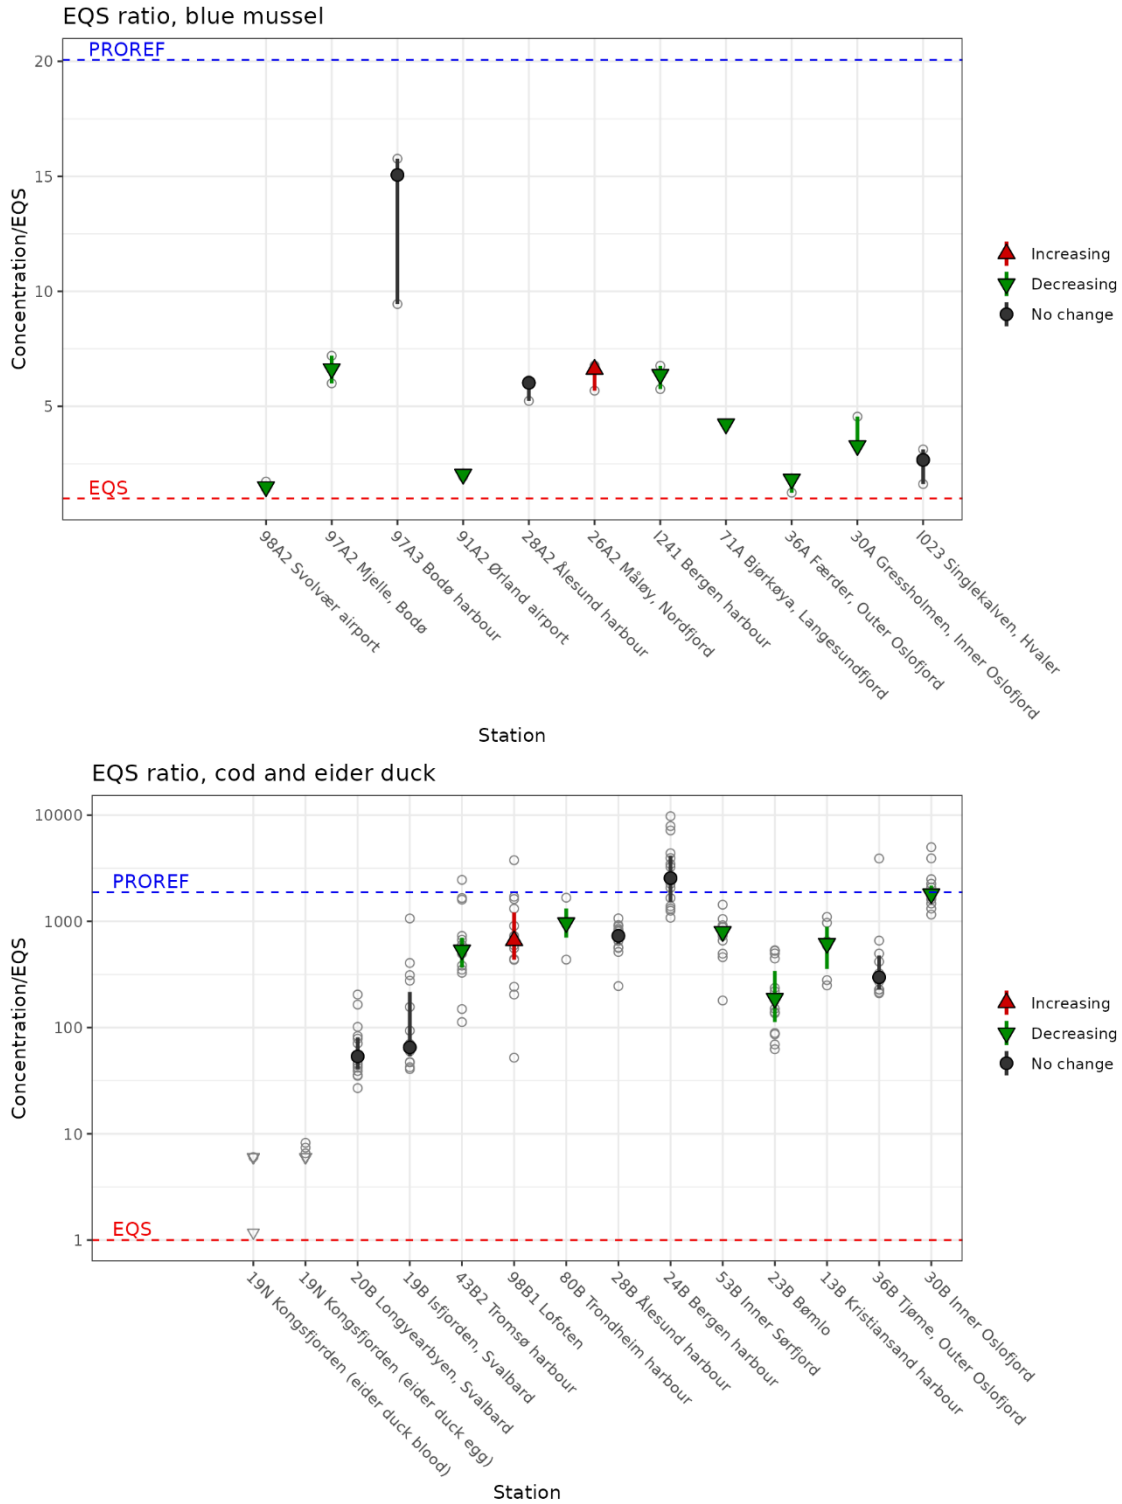 EQS ratio, blue mussel
PROREF
20
15
10
5
EQS
Concentration/EQS
Increasing
Decreasing
No change
98A2 Svolvær airport
97A2 Mjelle, Bodø
97A3 Bodø harbour
91A2 Ørland airport
28A2 Ålesund harbour
26A2 Måløy, Nordfjord
I241 Bergen harbour
71A Bjørkøya, Langesundfjord
36A Færder, Outer Oslofjord
30A Gressholmen, Inner Oslofjord
I023 Singlekalven, Hvaler
Station
EQS ratio, cod and eider duck
10000
PROREF
1000
100
10
EQS
1
Concentration/EQS
Increasing
Decreasing
No change
19N Kongsfjorden (eider duck blood)
19N Kongsfjorden (eider duck egg)
20B Longyearbyen, Svalbard
19B Isfjorden, Svalbard
43B2 Tromsø harbour
98B1 Lofoten
80B Trondheim harbour
28B Ålesund harbour
24B Bergen harbour
53B Inner Sørfjord
23B Bømlo
13B Kristiansand harbour
36B Tjøme, Outer Oslofjord
30B Inner Oslofjord
Station